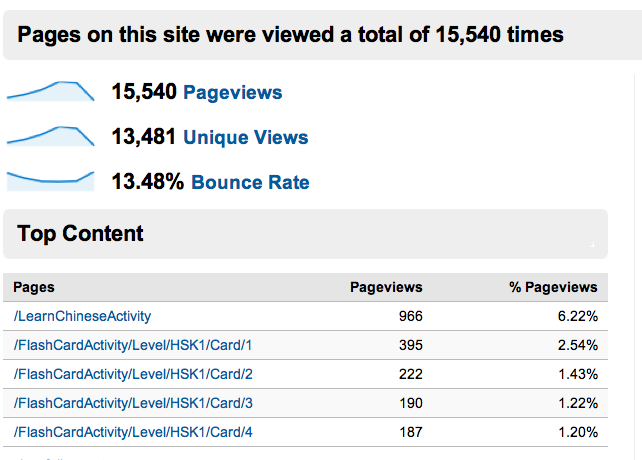 Pages on this site were viewed a total of 15,540 times
15,540 Pageviews
13,481 Unique Views
13.48% Bounce Rate
Top Content
Pages Pageviews % Pageviews
/LearnChineseActivity 966 6.22%
/FlashCardActivity/Level/HSK1/Card/1 395 2.54%
/FlashCardActivity/Level/HSK1/Card/2 222 1.43%
/FlashCardActivity/Level/HSK1/Card/3 190 1.22%
/FlashCardActivity/Level/HSK1/Card/4 187 1.20%